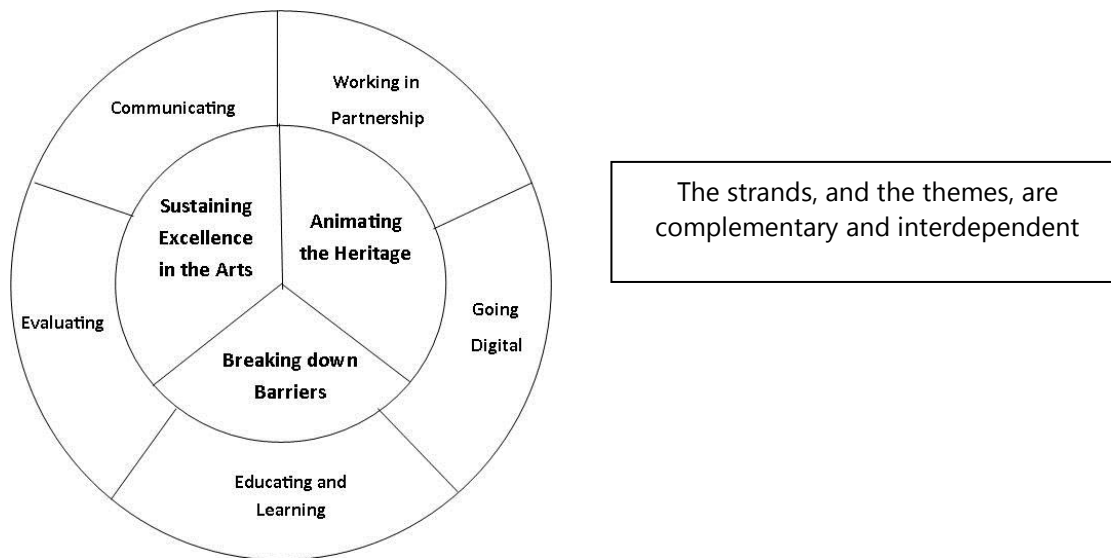 Communicating
Working in
Partnership
Sustaining
Excellence
in the Arts
Animating
the Heritage
Evaluating
Going
Digital
Breaking down
Barriers
Educating and
Learning
The strands, and the themes, are
complementary and interdependent